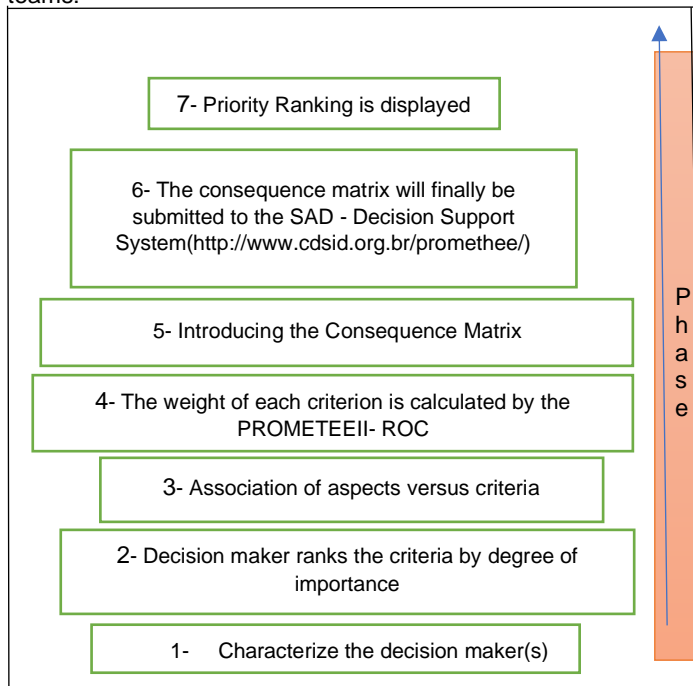 teams.
7- Priority Ranking is displayed
6- The consequence matrix will finally be
submitted to the SAD - Decision Support
System(http://www.cdsid.org.br/promethee/)
5- Introducing the Consequence Matrix
4- The weight of each criterion is calculated by the
PROMETEEII- ROC
3- Association of aspects versus criteria
2- Decision maker ranks the criteria by degree of
importance
1- Characterize the decision maker(s)
P
h
a
s
e